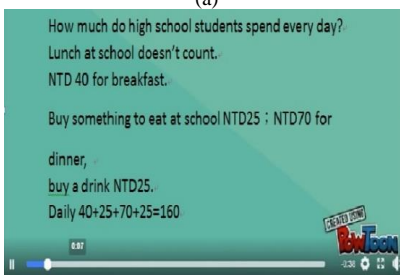 (a)
How much do high school students spend every day?
Lunch at school doesn't count.
NTD 40 for breakfast.
Buy something to eat at school NTD25；NTD70 for
dinner,
buy a drink NTD25.
Daily 40+25+70+25=160
CREATED USING
POWTOON
0:07
-2:38